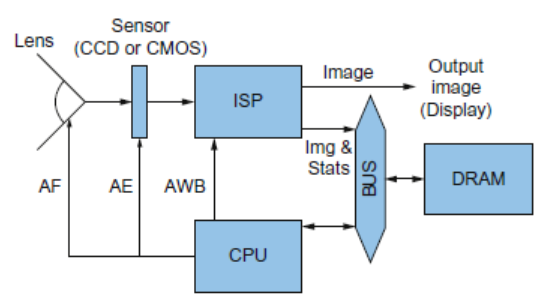 Lens
Sensor
(CCD or CMOS)
ISP
Image
Output
image
(Display)
Img &
Stats
BUS
DRAM
AF
AE
AWB
CPU